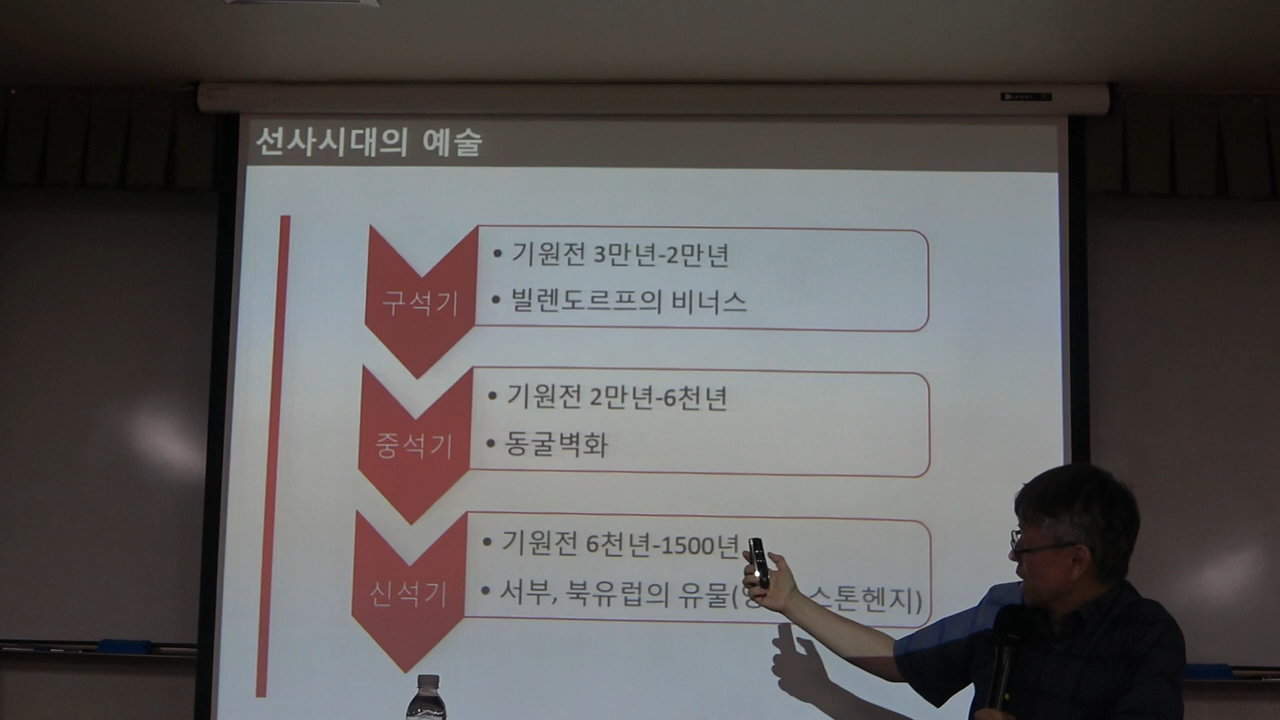 선사시대의 예술
구석기
• 기원전 3만년-2만년
• 빌렌도르프의 비너스
중석기
• 기원전 2만년-6천년
• 동굴벽화
신석기
• 기원전 6천년-1500년
• 서부, 북유럽의 유물( 스톤헨지)